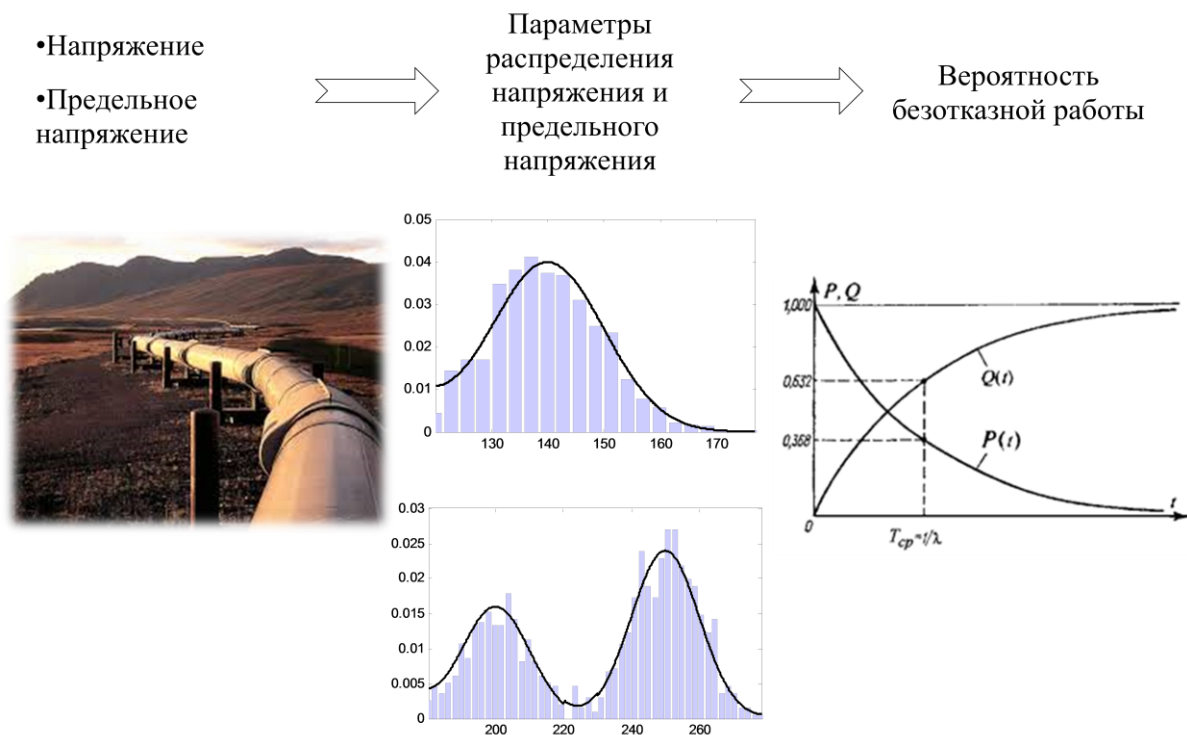 •Напряжение
•Предельное
напряжение
Параметры
распределения
напряжения и
предельного
напряжения
Вероятность
безотказной работы
0.05
0.04
0.03
0.02
0.01
0
130 140 150 160 170
0.03
0.025
0.02
0.015
0.01
0.005
0
200 220 240 260
P, Q
1,000
0,632
0,368
0
Q(t)
P(t)
t
Tср=1/λ